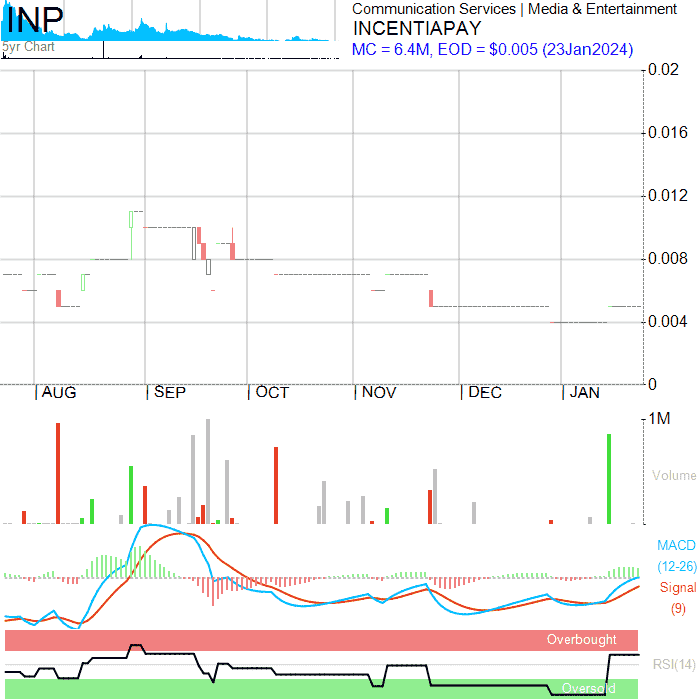 INP
5yr Chart
Communication Services | Media & Entertainment
INCENTIAPAY
MC = 6.4M, EOD = $0.005 (23Jan2024)
0.02
0.016
0.012
0.008
0.004
0
AUG SEP OCT NOV DEC JAN
1M
Volume
MACD
(12-26)
Signal
(9)
Overbought
RSI(14)
Oversold